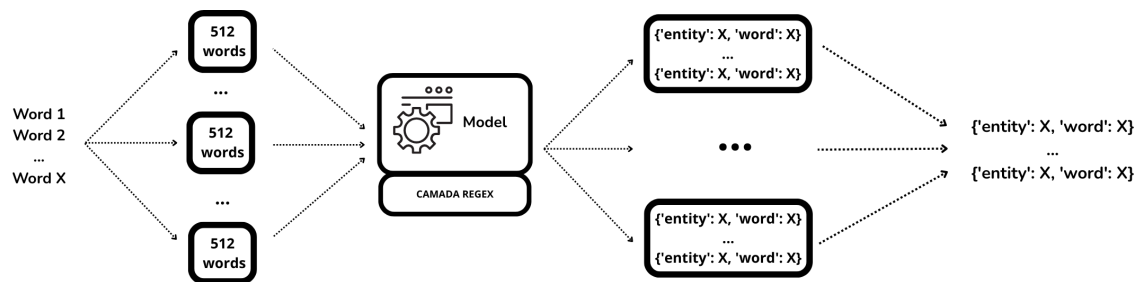 Word 1
Word 2
...
Word X
512
words
...
512
words
...
512
words
Model
CAMADA REGEX
{'entity': X, 'word': X}
...
{'entity': X, 'word': X}
...
{'entity': X, 'word': X}
...
{'entity': X, 'word': X}
{'entity': X, 'word': X}
...
{'entity': X, 'word': X}